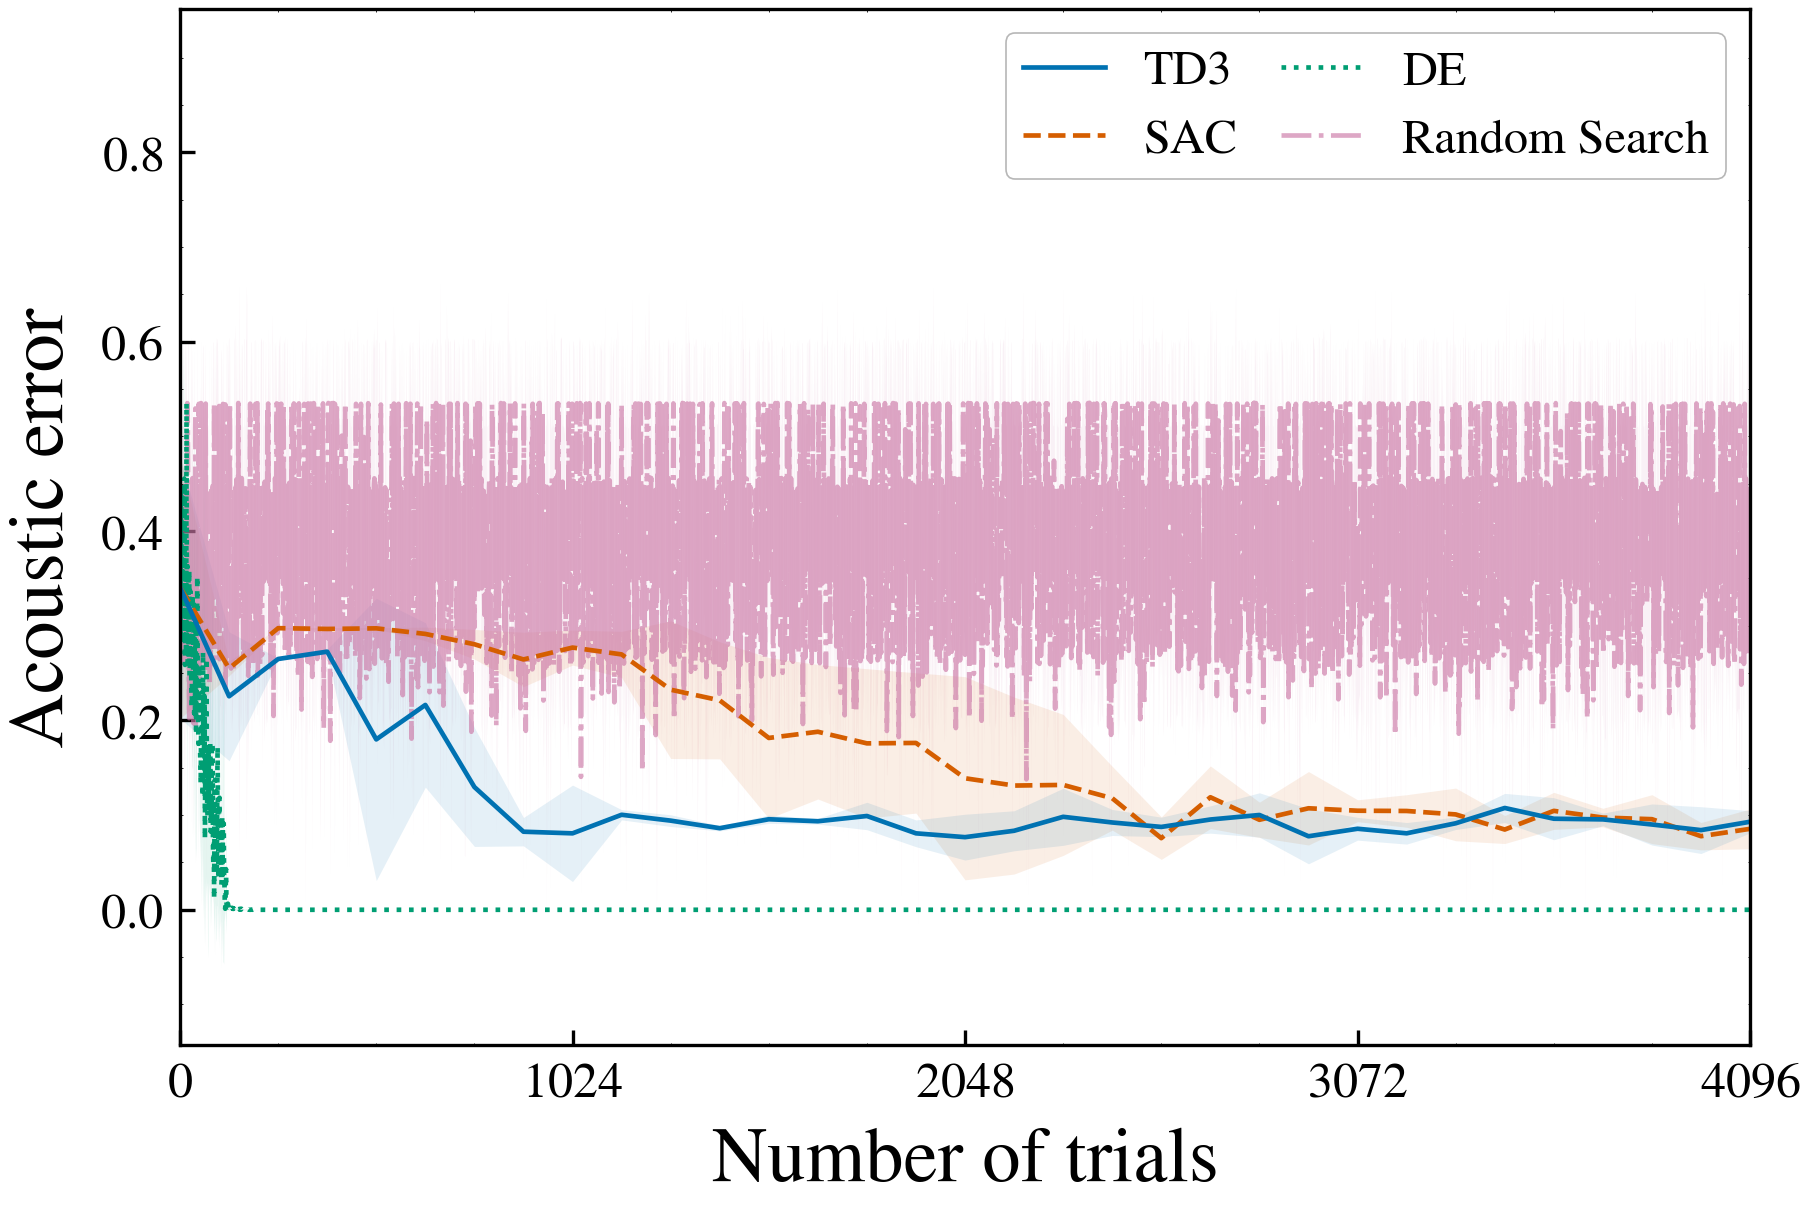 TD3
SAC
DE
Random Search
0.8
0.6
0.4
0.2
0.0
Acoustic error
0
1024
2048
3072
4096
Number of trials